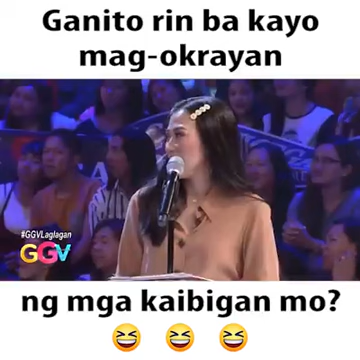 Ganito rin ba kayo
mag-okrayan
#GGVLaglagan
GGV
ng mga kaibigan mo?